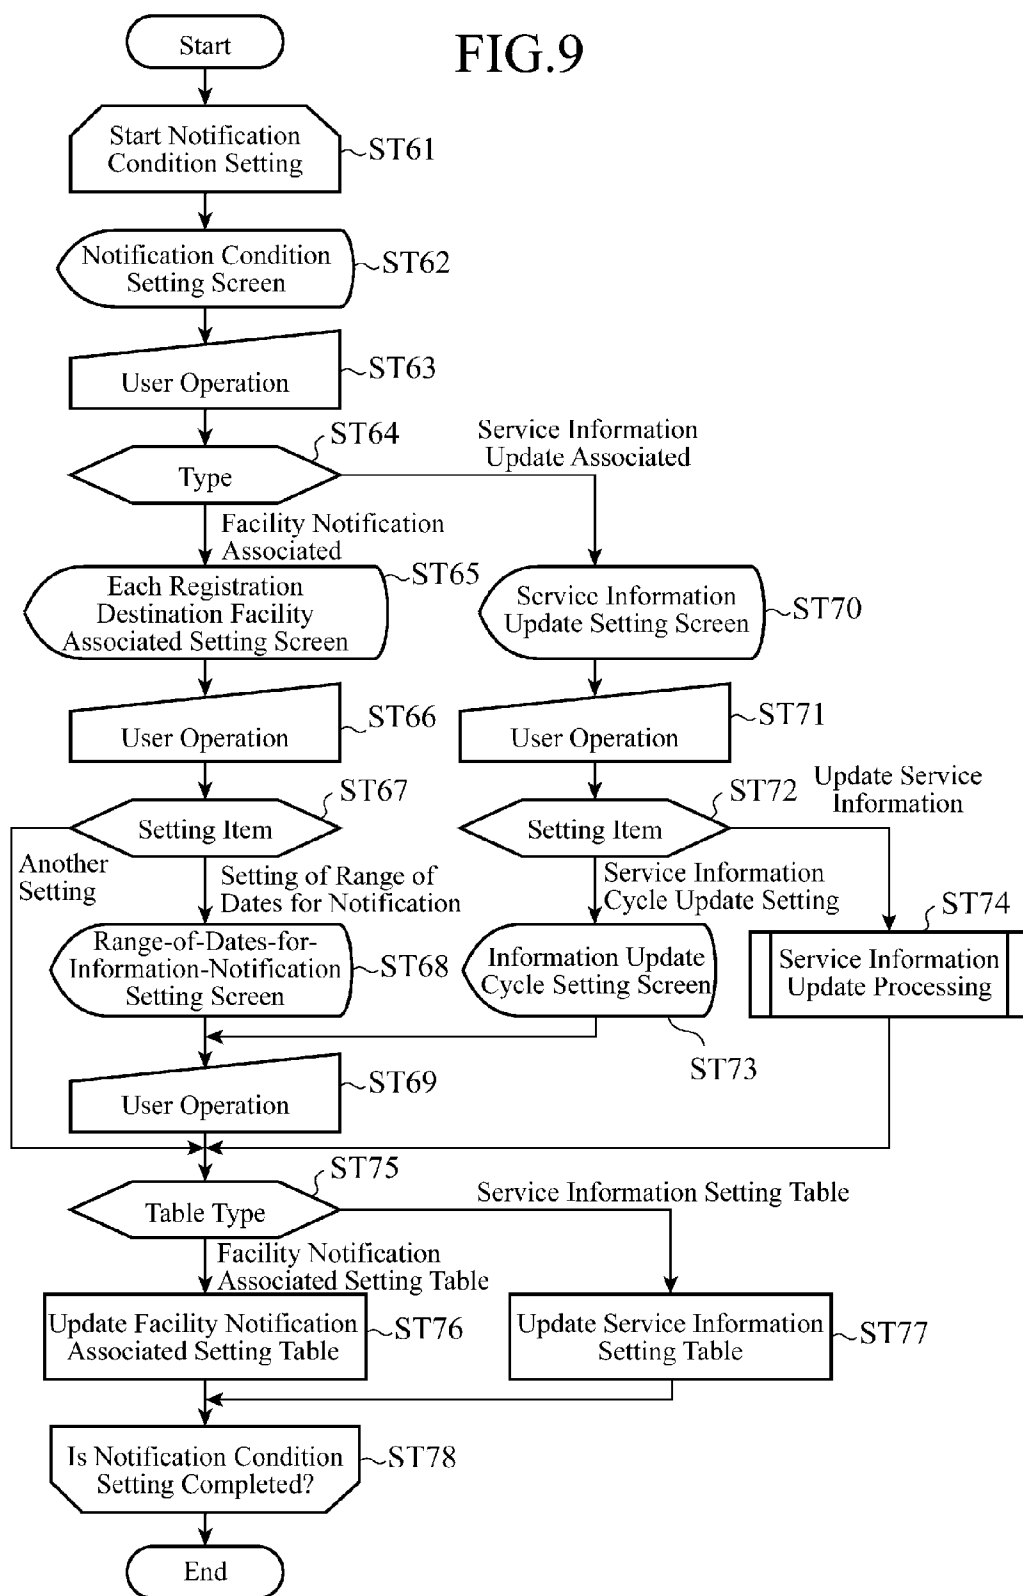 FIG.9
Start
Start Notification
Condition Setting
ST61
Notification Condition
Setting Screen
ST62
User Operation
ST63
Type
ST64
Service Information
Update Associated
Facility Notification
Associated
Each Registration
Destination Facility
Associated Setting Screen
ST65
Service Information
Update Setting Screen
ST70
User Operation
ST66
User Operation
ST71
Setting Item
ST67
Setting Item
ST72
Update Service
Information
Another
Setting
Setting of Range of
Dates for Notification
Service Information
Cycle Update Setting
ST74
Range-of-Dates-for-
Information-Notification
Setting Screen
ST68
Information Update
Cycle Setting Screen
ST73
Service Information
Update Processing
User Operation
ST69
Table Type
ST75
Service Information Setting Table
Facility Notification
Associated Setting Table
Update Facility Notification
Associated Setting Table
ST76
Update Service Information
Setting Table
ST77
Is Notification Condition
Setting Completed?
ST78
End